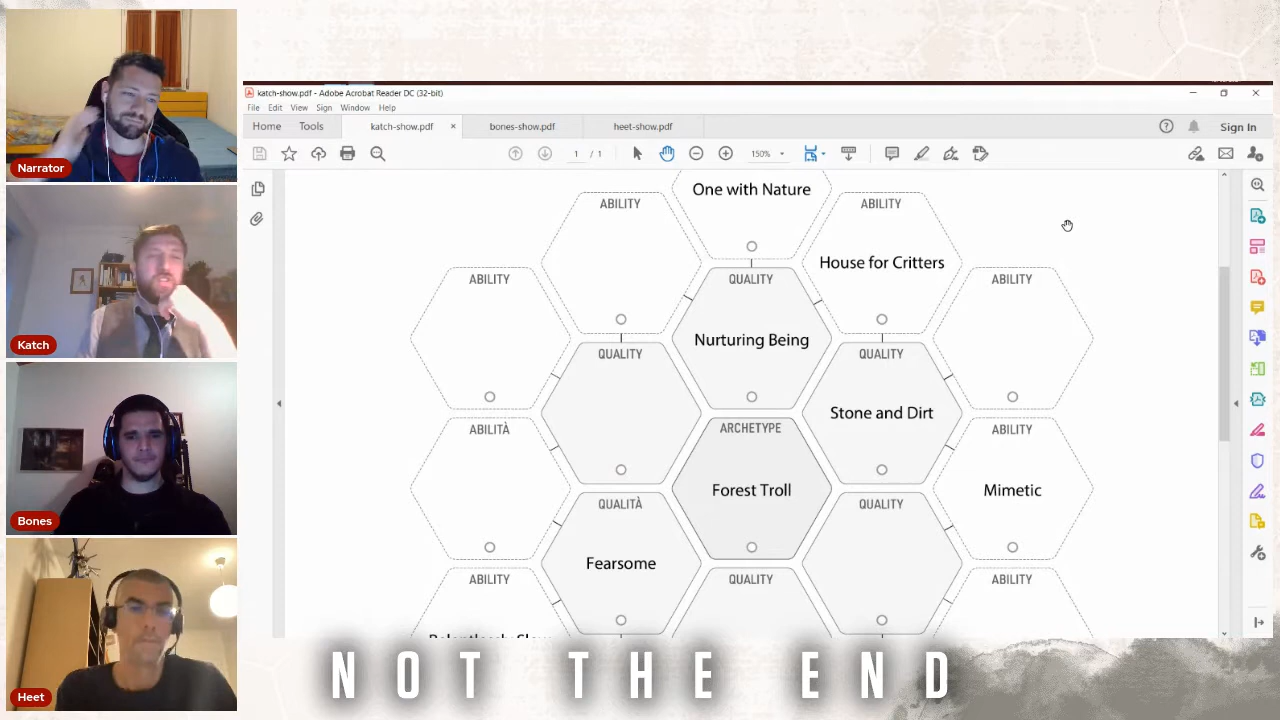 Narrator
Katch
Bones
Heet
katch-show.pdf - Adobe Acrobat Reader DC (32-bit)
File Edit View Sign Window Help
Home Tools katch-show.pdf × bones-show.pdf heet-show.pdf Sign In
1 / 1 150%
One with Nature
ABILITY
ABILITY
House for Critters
ABILITY
QUALITY
Nurturing Being
ABILITY
QUALITY
QUALITY
Stone and Dirt
ABILITÀ
ARCHETYPE
Forest Troll
ABILITY
Mimetic
QUALITÀ
Fearsome
QUALITY
ABILITY
QUALITY
ABILITY
NOT THE END